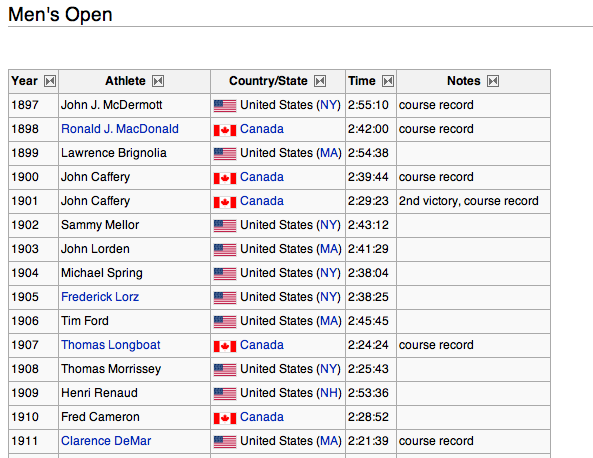 Men's Open
Year Athlete Country/State Time Notes
1897 John J. McDermott United States (NY) 2:55:10 course record
1898 Ronald J. MacDonald Canada 2:42:00 course record
1899 Lawrence Brignolia United States (MA) 2:54:38
1900 John Caffery Canada 2:39:44 course record
1901 John Caffery Canada 2:29:23 2nd victory, course record
1902 Sammy Mellor United States (NY) 2:43:12
1903 John Lorden United States (MA) 2:41:29
1904 Michael Spring United States (NY) 2:38:04
1905 Frederick Lorz United States (NY) 2:38:25
1906 Tim Ford United States (MA) 2:45:45
1907 Thomas Longboat Canada 2:24:24 course record
1908 Thomas Morrissey United States (NY) 2:25:43
1909 Henri Renaud United States (NH) 2:53:36
1910 Fred Cameron Canada 2:28:52
1911 Clarence DeMar United States (MA) 2:21:39 course record